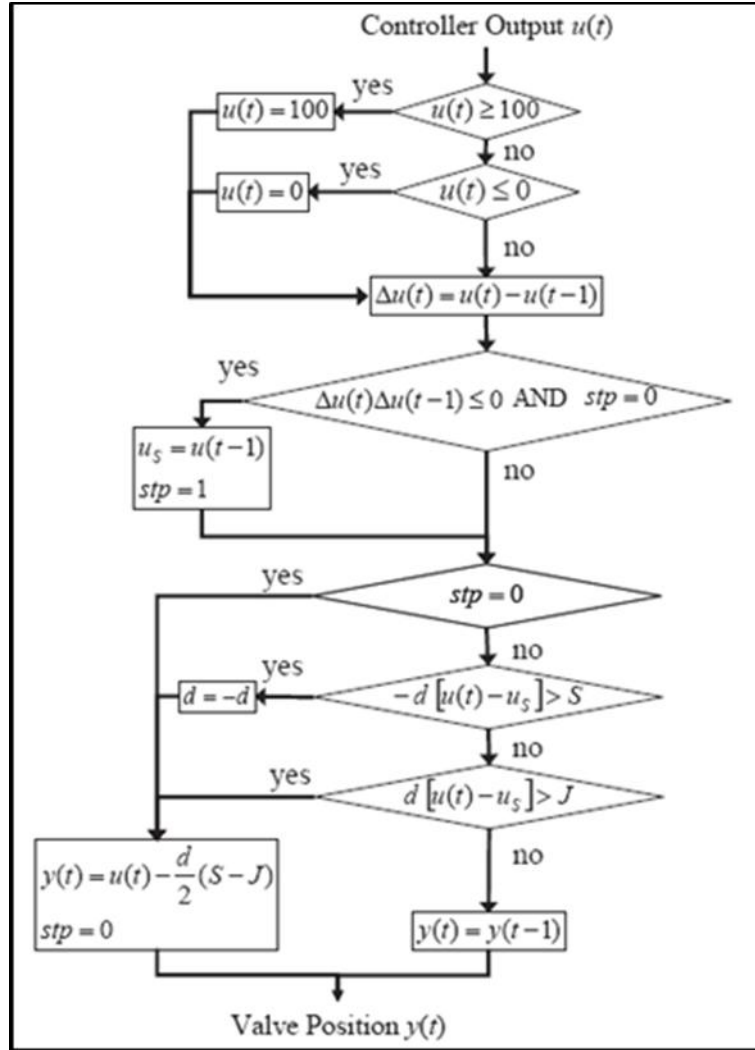 Controller Output u(t)
yes
u(t) = 100
u(t) ≥ 100
no
yes
u(t) = 0
u(t) ≤ 0
no
Δu(t) = u(t) − u(t−1)
yes
Δu(t)Δu(t−1) ≤ 0 AND stp = 0
u_S = u(t−1)
stp = 1
no
yes
stp = 0
no
yes
d = −d
−d [u(t) − u_S] > S
no
yes
d [u(t) − u_S] > J
no
y(t) = u(t) − d/2 (S − J)
stp = 0
y(t) = y(t−1)
Valve Position y(t)